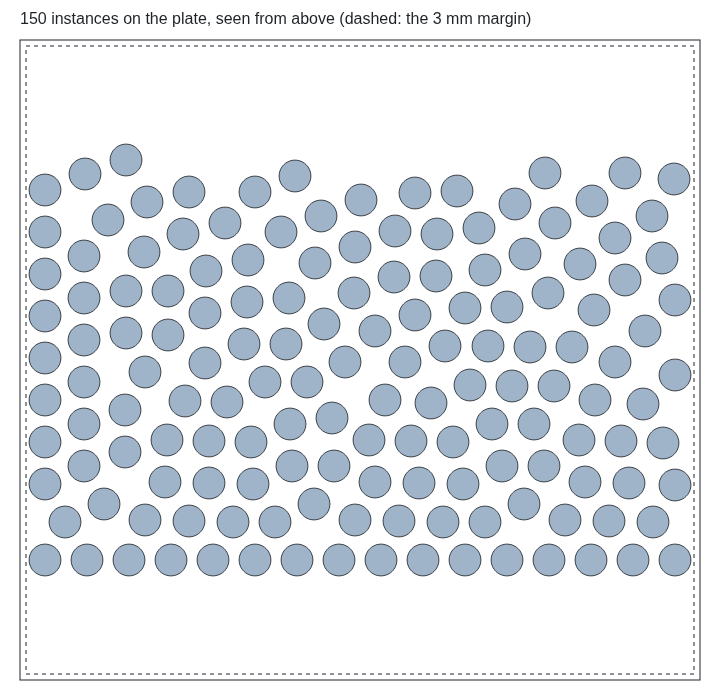 150 instances on the plate, seen from above (dashed: the 3 mm margin)